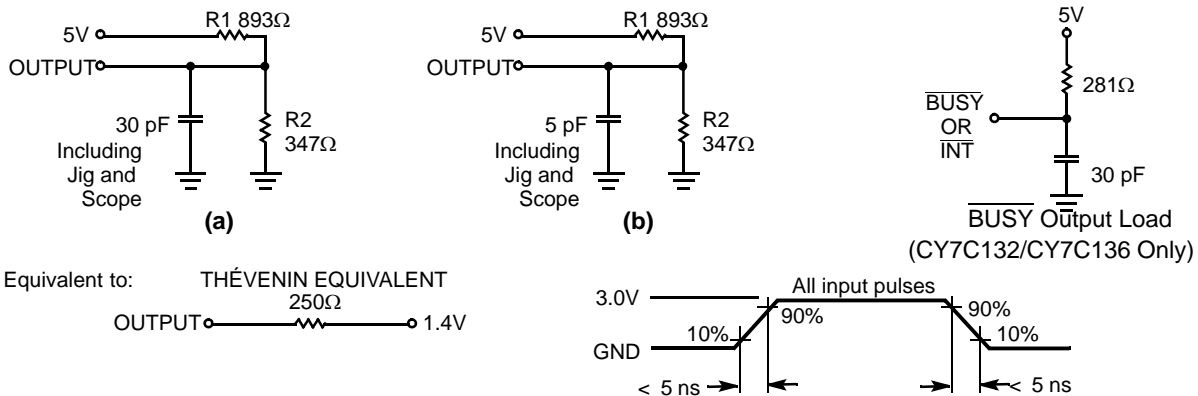 5V
R1 893Ω
OUTPUT
30 pF
Including
Jig and
Scope
R2
347Ω
(a)
5V
R1 893Ω
OUTPUT
5 pF
Including
Jig and
Scope
R2
347Ω
(b)
5V
281Ω
BUSY
OR
INT
30 pF
BUSY Output Load
(CY7C132/CY7C136 Only)
Equivalent to:
THÉVENIN EQUIVALENT
250Ω
OUTPUT
1.4V
3.0V
All input pulses
90%
90%
10%
10%
GND
< 5 ns
< 5 ns